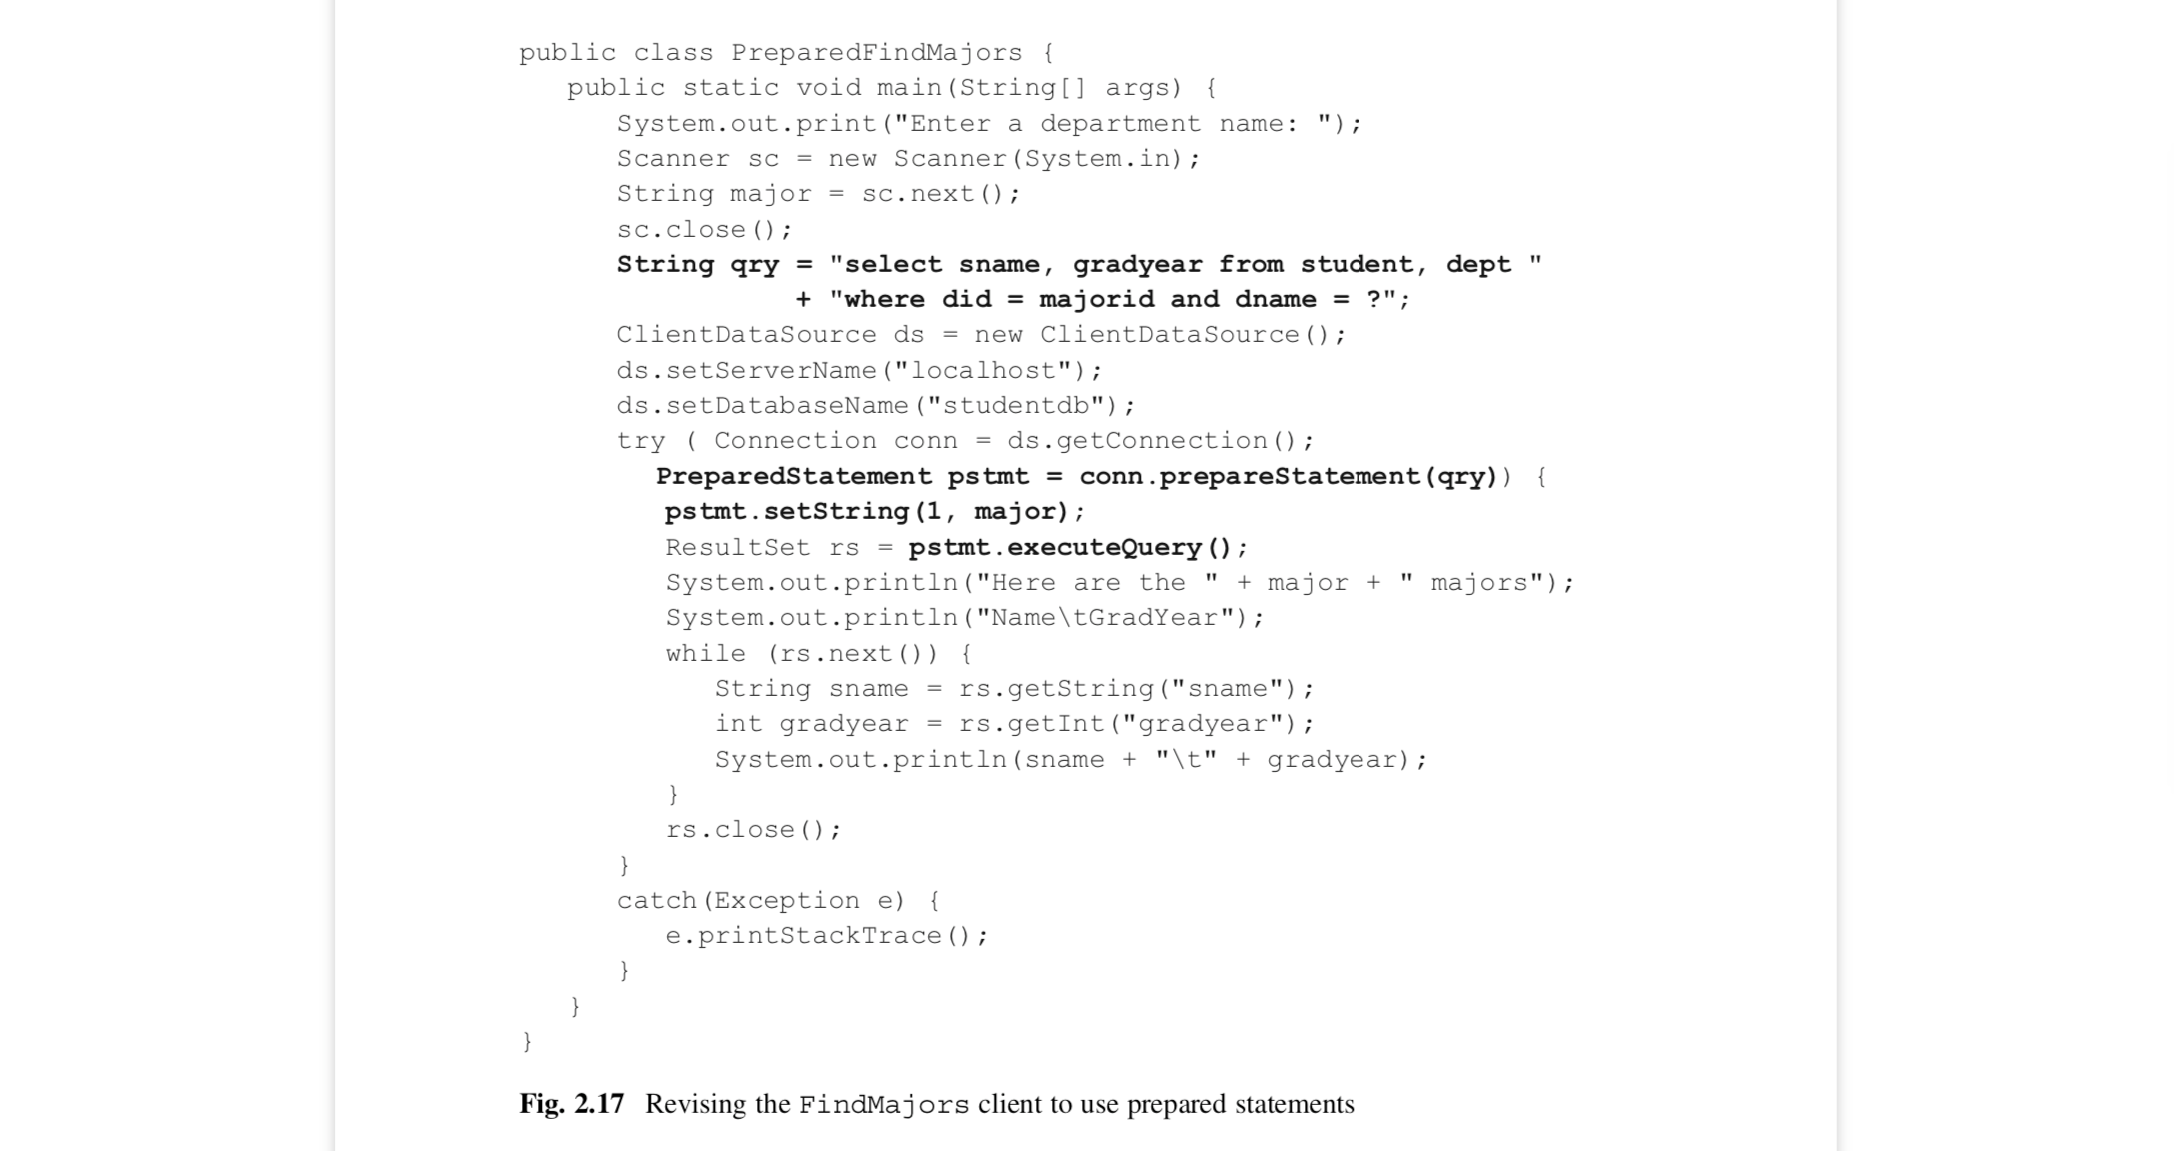 public class PreparedFindMajors {
public static void main(String[] args) {
System.out.print("Enter a department name: ");
Scanner sc = new Scanner(System.in);
String major = sc.next();
sc.close();
String qry = "select sname, gradyear from student, dept "
+ "where did = majorid and dname = ?";
ClientDataSource ds = new ClientDataSource();
ds.setServerName("localhost");
ds.setDatabaseName("studentdb");
try ( Connection conn = ds.getConnection();
PreparedStatement pstmt = conn.prepareStatement(qry)) {
pstmt.setString(1, major);
ResultSet rs = pstmt.executeQuery();
System.out.println("Here are the " + major + " majors");
System.out.println("Name\tGradYear");
while (rs.next()) {
String sname = rs.getString("sname");
int gradyear = rs.getInt("gradyear");
System.out.println(sname + "\t" + gradyear);
}
rs.close();
}
catch(Exception e) {
e.printStackTrace();
}
}
}
Fig. 2.17 Revising the FindMajors client to use prepared statements